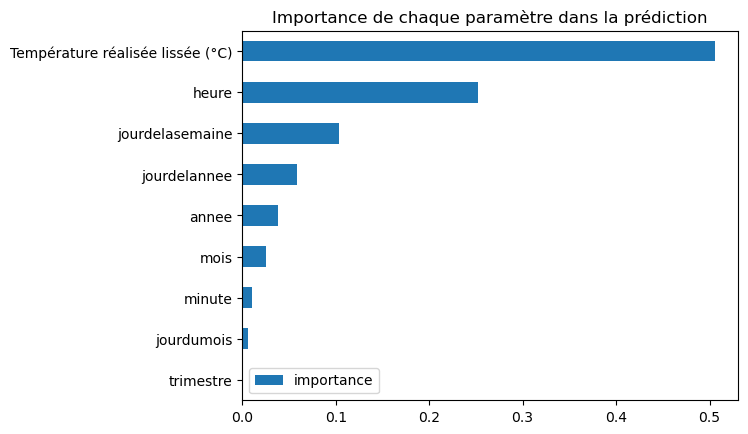 Importance de chaque paramètre dans la prédiction
Température réalisée lissée (°C)
heure
jourdelasemaine
jourdelannee
annee
mois
minute
jourdumois
trimestre
importance
0.0 0.1 0.2 0.3 0.4 0.5